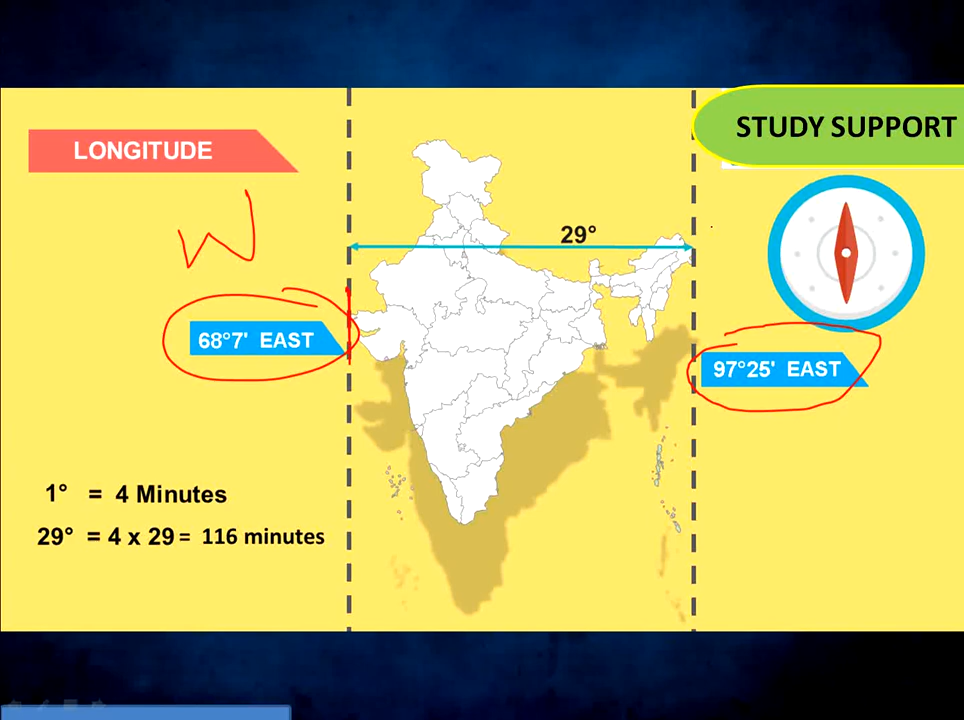 LONGITUDE
STUDY SUPPORT
W
29°
68°7' EAST
97°25' EAST
1° = 4 Minutes
29° = 4 x 29 = 116 minutes